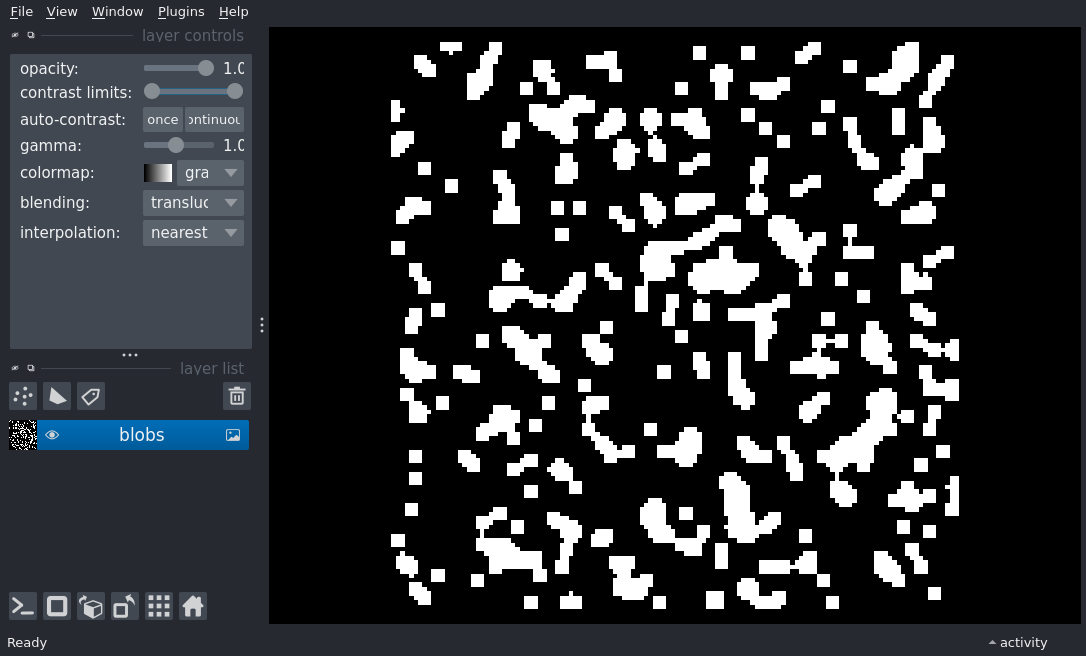 File View Window Plugins Help
layer controls
opacity: 1.0
contrast limits:
auto-contrast: once ontinuou
gamma: 1.0
colormap: gra
blending: transluc
interpolation: nearest
layer list
blobs
Ready
activity